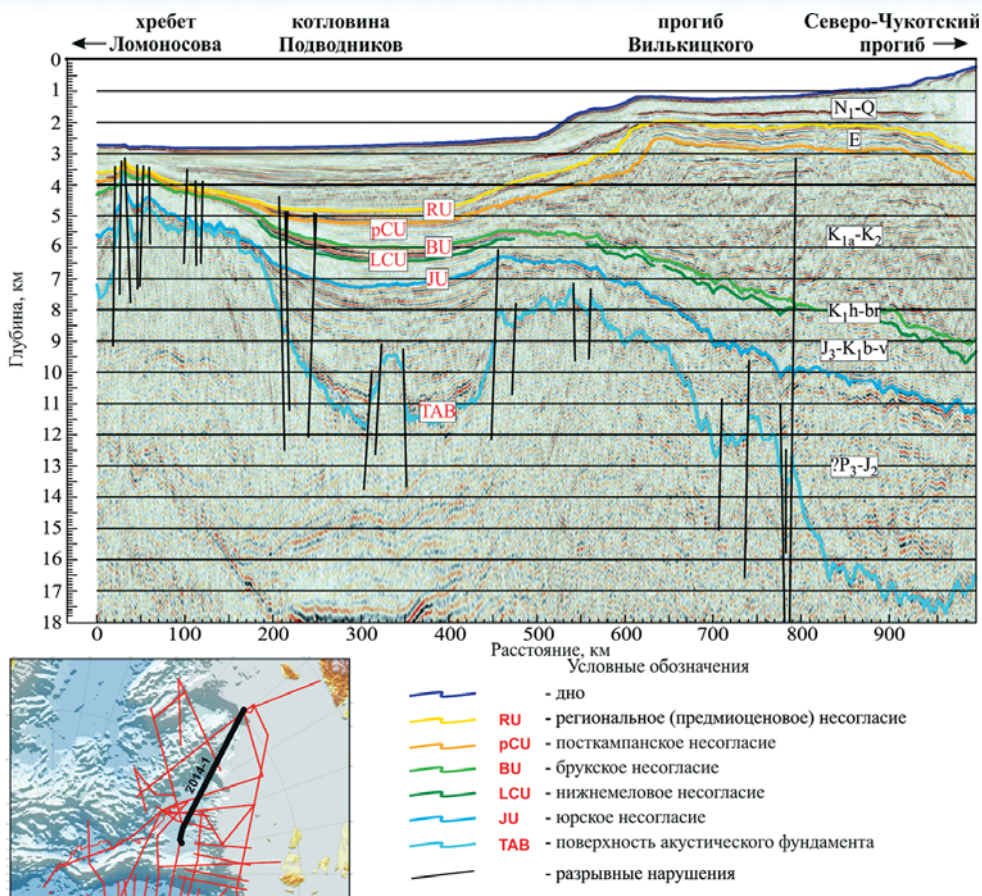 хребет
Ломоносова
котловина
Подводников
прогиб
Вилькицкого
Северо-Чукотский
прогиб
Глубина, км
0
1
2
3
4
5
6
7
8
9
10
11
12
13
14
15
16
17
18
N₁-Q
E
RU
pCU
BU
LCU
JU
TAB
K₁a-K₂
K₁h-br
J₃-K₁b-v
?P₃-J₂
0 100 200 300 400 500 600 700 800 900
Расстояние, км
2014-1
Условные обозначения
- дно
RU - региональное (предмиоценовое) несогласие
pCU - посткампанское несогласие
BU - брукское несогласие
LCU - нижнемеловое несогласие
JU - юрское несогласие
TAB - поверхность акустического фундамента
- разрывные нарушения